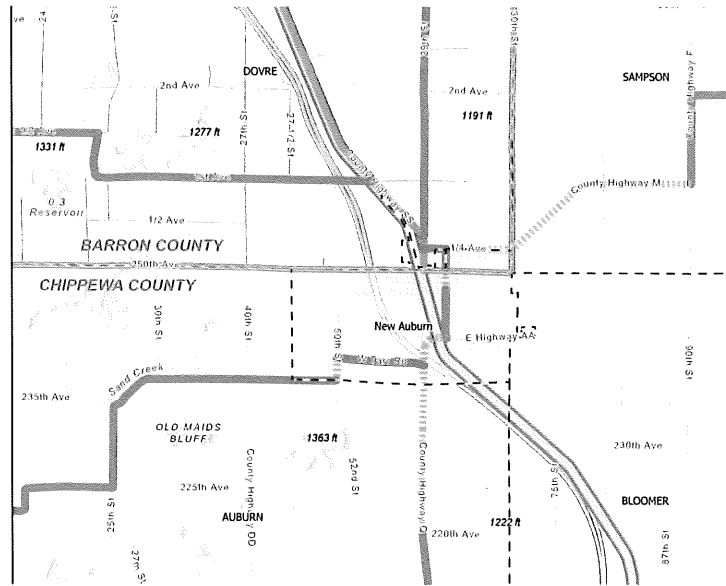 DOVRE
SAMPSON
2nd Ave
2nd Ave
1331 ft
1277 ft
1191 ft
27th St
27-1/2 St
County Highway SS
County Highway M
0.3
Reservoir
1/2 Ave
1/4 Ave
BARRON COUNTY
250th Ave
CHIPPEWA COUNTY
30th St
40th St
50th St
New Auburn
E Highway AA
90th St
Sand Creek
235th Ave
OLD MAIDS
BLUFF
1363 ft
230th Ave
225th Ave
County Highway DD
52nd St
County Highway Q
75th St
25th St
AUBURN
220th Ave
1222 ft
BLOOMER
27th St
87th St